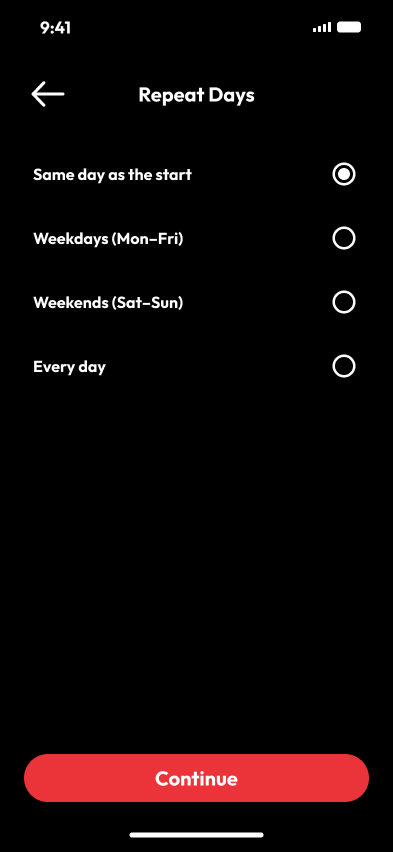 9:41
Repeat Days
Same day as the start
Weekdays (Mon–Fri)
Weekends (Sat–Sun)
Every day
Continue